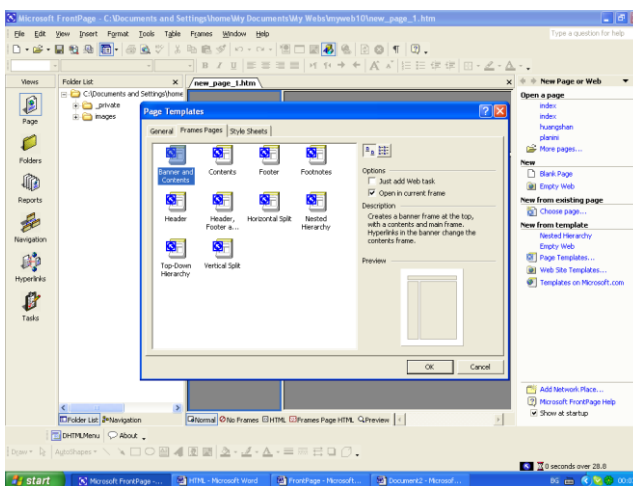 Microsoft FrontPage - C:\Documents and Settings\home\My Documents\My Webs\myweb10\new_page_1.htm
File Edit View Insert Format Tools Table Frames Window Help
Type a question for help
Views
Folder List
new_page_1.htm
New Page or Web
C:\Documents and Settings\home
_private
images
Page
Folders
Reports
Navigation
Hyperlinks
Tasks
Page Templates
General Frames Pages Style Sheets
Banner and Contents
Contents
Footer
Footnotes
Header
Header, Footer a...
Horizontal Split
Nested Hierarchy
Top-Down Hierarchy
Vertical Split
Options
Just add Web task
Open in current frame
Description
Creates a banner frame at the top,
with a contents and main frame.
Hyperlinks in the banner change the
contents frame.
Preview
OK Cancel
Open a page
index
index
huangshan
planini
More pages...
New
Blank Page
Empty Web
New from existing page
Choose page...
New from template
Nested Hierarchy
Empty Web
Page Templates...
Web Site Templates...
Templates on Microsoft.com
Add Network Place...
Microsoft FrontPage Help
Show at startup
Folder List Navigation
Normal No Frames HTML Frames Page HTML Preview
DHTMLMenu About
Draw AutoShapes
0 seconds over 28.8
start
Microsoft FrontPage -...
HTML - Microsoft Word
FrontPage - Microsoft...
Document2 - Microsof...
BG